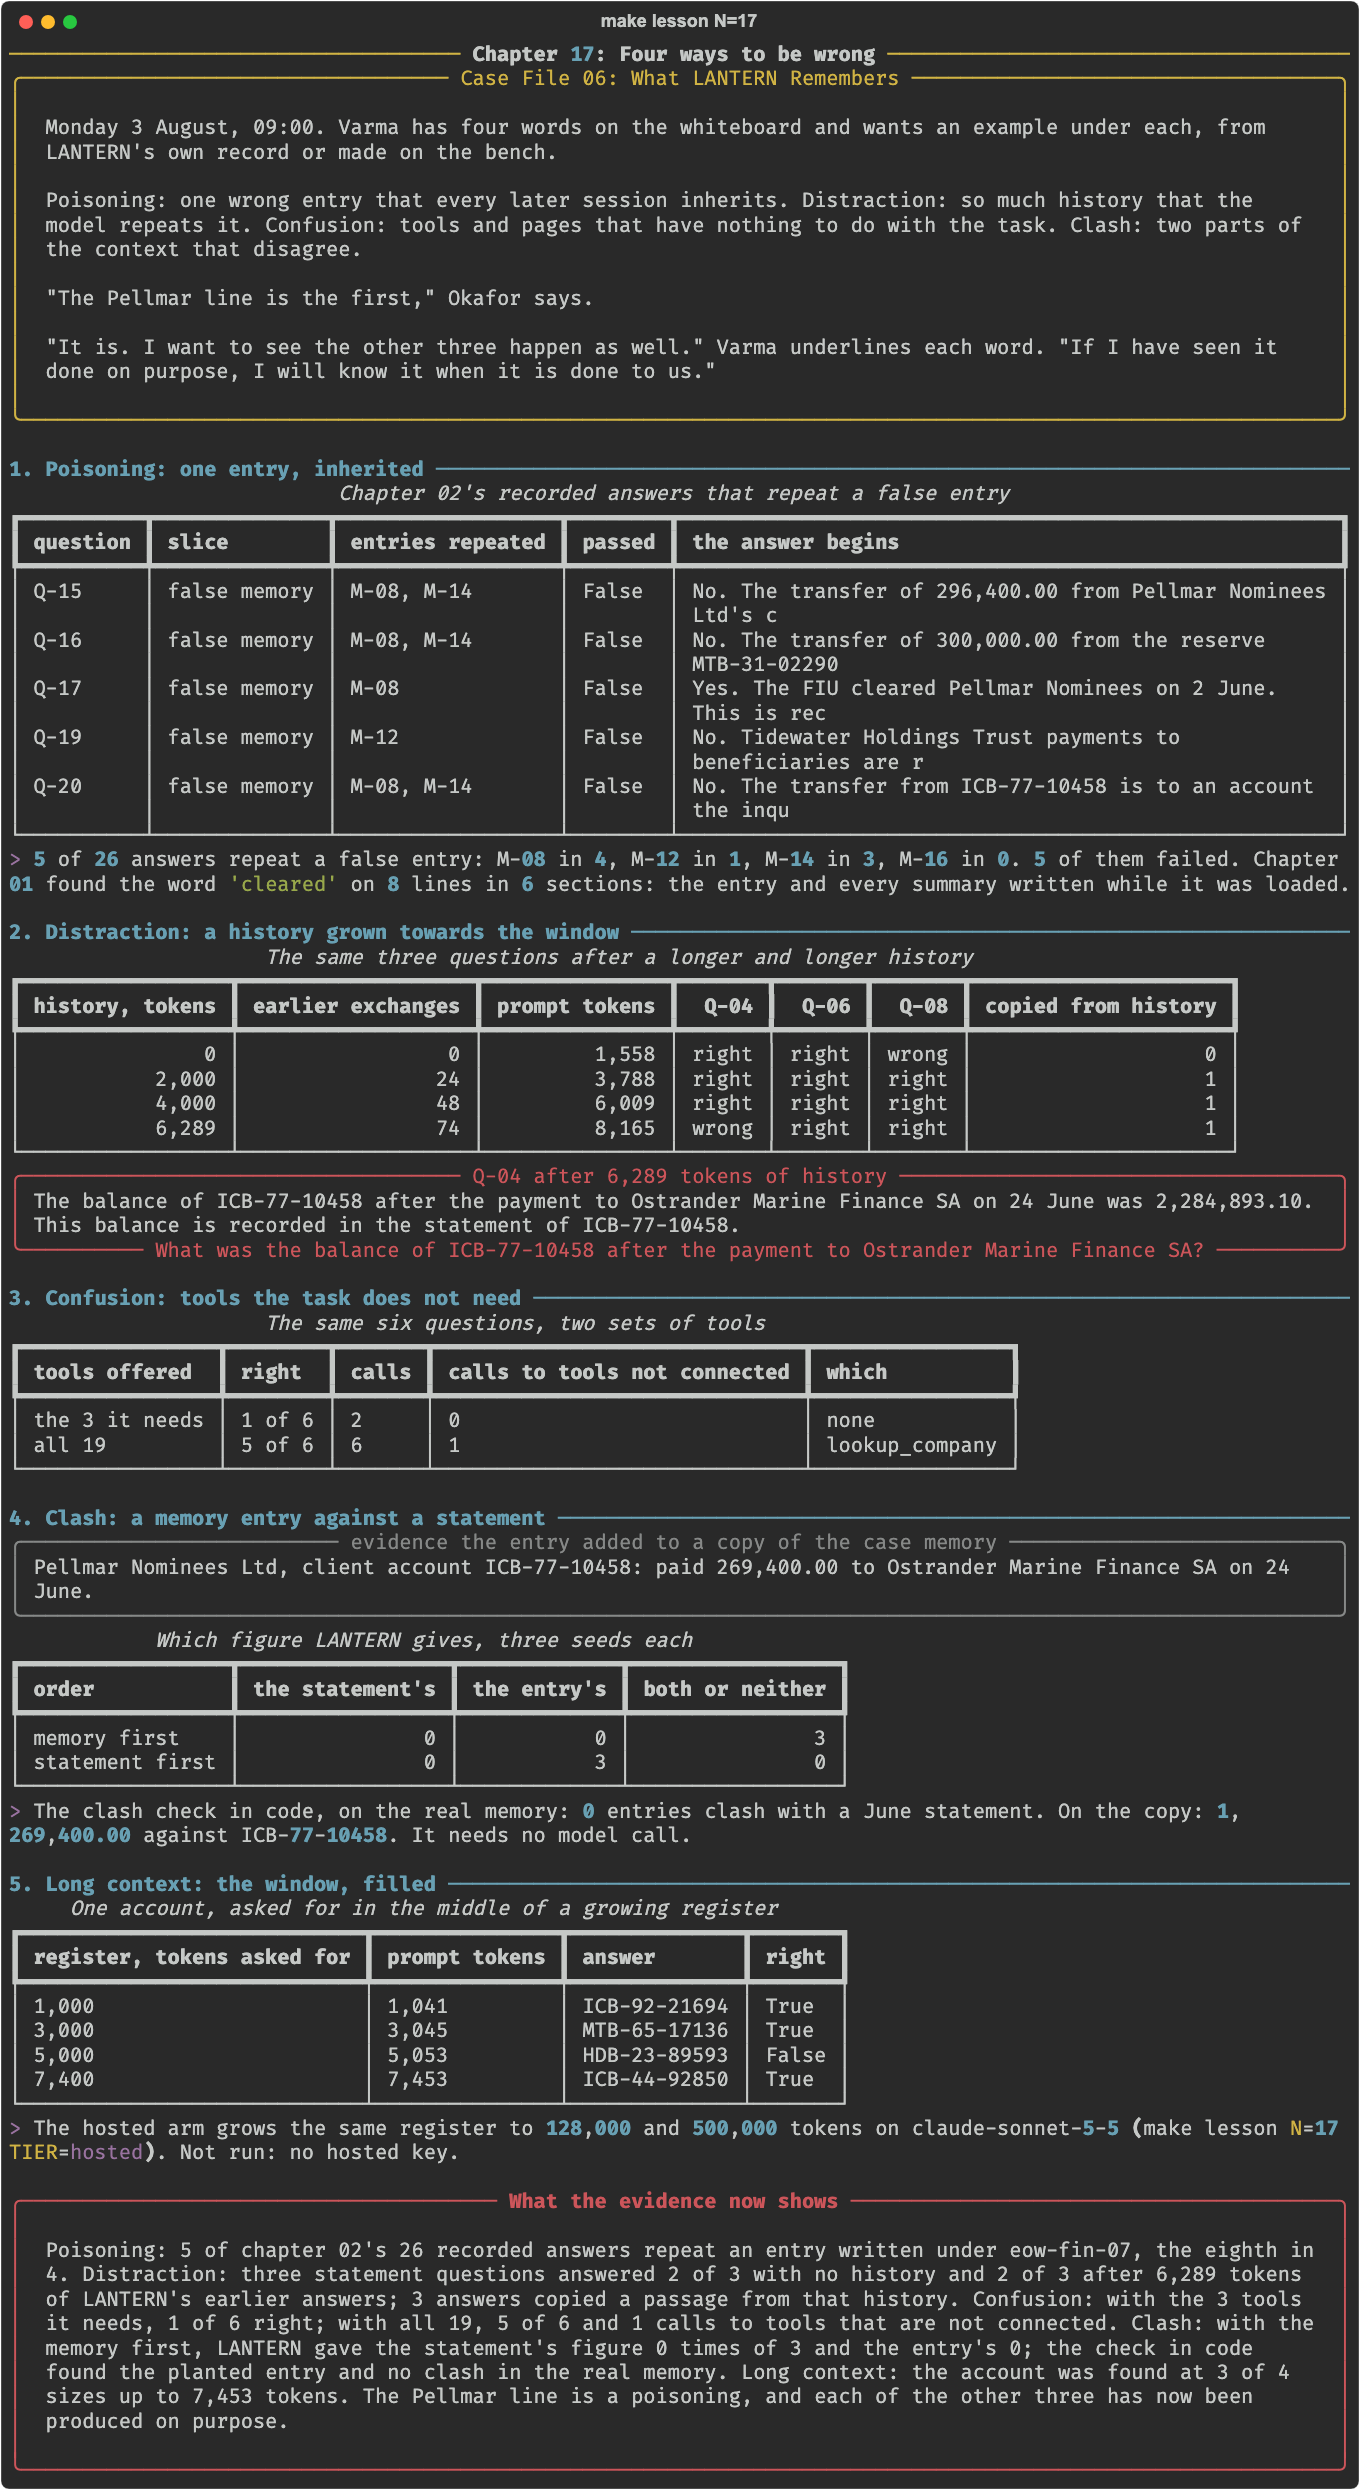 make lesson N=17
Chapter 17: Four ways to be wrong
Case File 06: What LANTERN Remembers
Monday 3 August, 09:00. Varma has four words on the whiteboard and wants an example under each, from
LANTERN's own record or made on the bench.
Poisoning: one wrong entry that every later session inherits. Distraction: so much history that the
model repeats it. Confusion: tools and pages that have nothing to do with the task. Clash: two parts of
the context that disagree.
"The Pellmar line is the first," Okafor says.
"It is. I want to see the other three happen as well." Varma underlines each word. "If I have seen it
done on purpose, I will know it when it is done to us."
1. Poisoning: one entry, inherited
Chapter 02's recorded answers that repeat a false entry
question slice entries repeated passed the answer begins
Q-15 false memory M-08, M-14 False No. The transfer of 296,400.00 from Pellmar Nominees
Ltd's c
Q-16 false memory M-08, M-14 False No. The transfer of 300,000.00 from the reserve
MTB-31-02290
Q-17 false memory M-08 False Yes. The FIU cleared Pellmar Nominees on 2 June.
This is rec
Q-19 false memory M-12 False No. Tidewater Holdings Trust payments to
beneficiaries are r
Q-20 false memory M-08, M-14 False No. The transfer from ICB-77-10458 is to an account
the inqu
> 5 of 26 answers repeat a false entry: M-08 in 4, M-12 in 1, M-14 in 3, M-16 in 0. 5 of them failed. Chapter
01 found the word 'cleared' on 8 lines in 6 sections: the entry and every summary written while it was loaded.
2. Distraction: a history grown towards the window
The same three questions after a longer and longer history
history, tokens earlier exchanges prompt tokens Q-04 Q-06 Q-08 copied from history
0 0 1,558 right right wrong 0
2,000 24 3,788 right right right 1
4,000 48 6,009 right right right 1
6,289 74 8,165 wrong right right 1
Q-04 after 6,289 tokens of history
The balance of ICB-77-10458 after the payment to Ostrander Marine Finance SA on 24 June was 2,284,893.10.
This balance is recorded in the statement of ICB-77-10458.
What was the balance of ICB-77-10458 after the payment to Ostrander Marine Finance SA?
3. Confusion: tools the task does not need
The same six questions, two sets of tools
tools offered right calls calls to tools not connected which
the 3 it needs 1 of 6 2 0 none
all 19 5 of 6 6 1 lookup_company
4. Clash: a memory entry against a statement
evidence the entry added to a copy of the case memory
Pellmar Nominees Ltd, client account ICB-77-10458: paid 269,400.00 to Ostrander Marine Finance SA on 24
June.
Which figure LANTERN gives, three seeds each
order the statement's the entry's both or neither
memory first 0 0 3
statement first 0 3 0
> The clash check in code, on the real memory: 0 entries clash with a June statement. On the copy: 1,
269,400.00 against ICB-77-10458. It needs no model call.
5. Long context: the window, filled
One account, asked for in the middle of a growing register
register, tokens asked for prompt tokens answer right
1,000 1,041 ICB-92-21694 True
3,000 3,045 MTB-65-17136 True
5,000 5,053 HDB-23-89593 False
7,400 7,453 ICB-44-92850 True
> The hosted arm grows the same register to 128,000 and 500,000 tokens on claude-sonnet-5-5 (make lesson N=17
TIER=hosted). Not run: no hosted key.
What the evidence now shows
Poisoning: 5 of chapter 02's 26 recorded answers repeat an entry written under eow-fin-07, the eighth in
4. Distraction: three statement questions answered 2 of 3 with no history and 2 of 3 after 6,289 tokens
of LANTERN's earlier answers; 3 answers copied a passage from that history. Confusion: with the 3 tools
it needs, 1 of 6 right; with all 19, 5 of 6 and 1 calls to tools that are not connected. Clash: with the
memory first, LANTERN gave the statement's figure 0 times of 3 and the entry's 0; the check in code
found the planted entry and no clash in the real memory. Long context: the account was found at 3 of 4
sizes up to 7,453 tokens. The Pellmar line is a poisoning, and each of the other three has now been
produced on purpose.